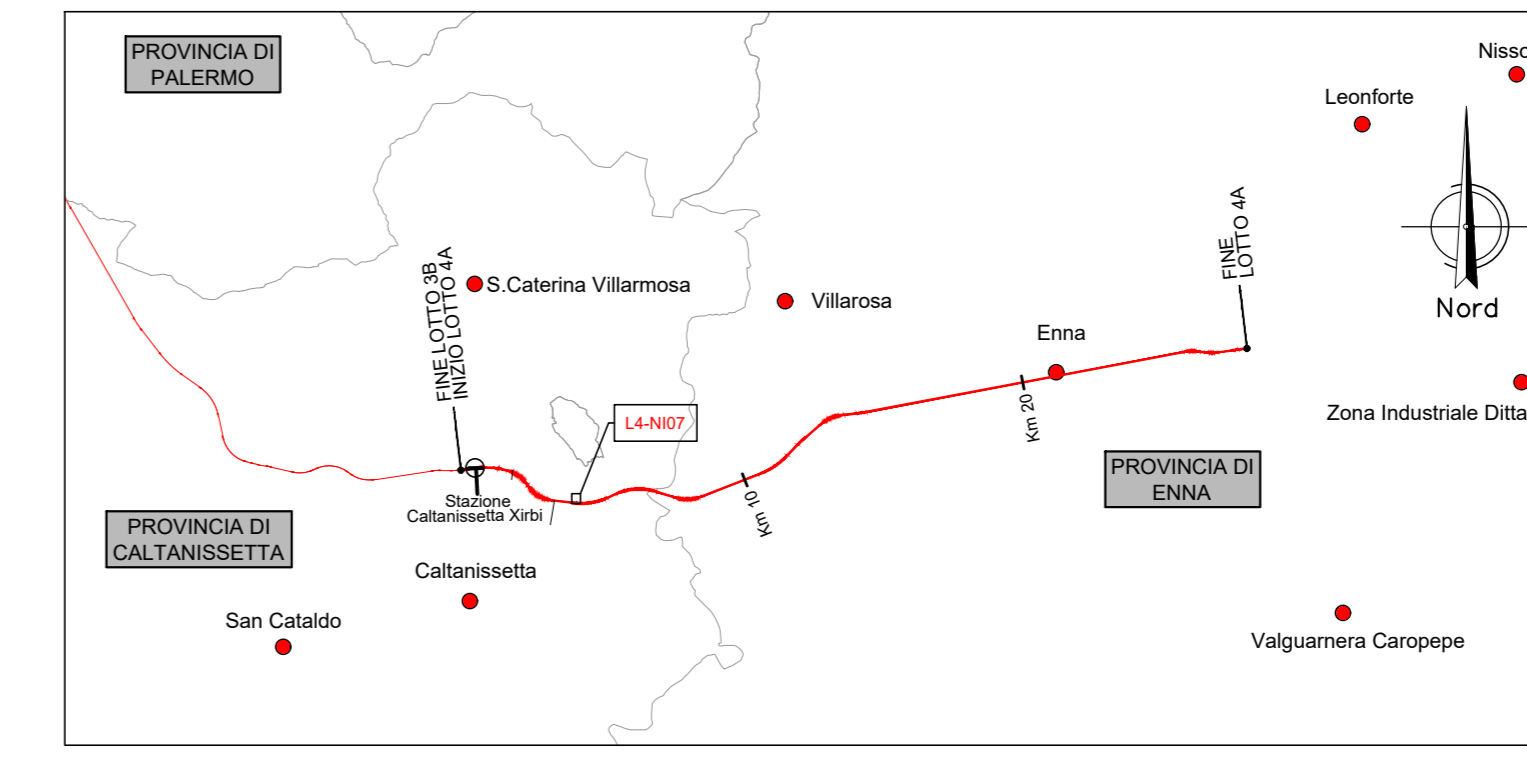 PROVINCIA DI
PALERMO
Nisso
Leonforte
Nord
FINE
LOTTO 4A
FINE LOTTO 3B
INIZIO LOTTO 4A
S.Caterina Villarmosa
Villarosa
Enna
Km 20
Zona Industriale Ditta
L4-NI07
PROVINCIA DI
ENNA
Stazione
Caltanissetta Xirbi
Km 10
PROVINCIA DI
CALTANISSETTA
Caltanissetta
San Cataldo
Valguarnera Caropepe